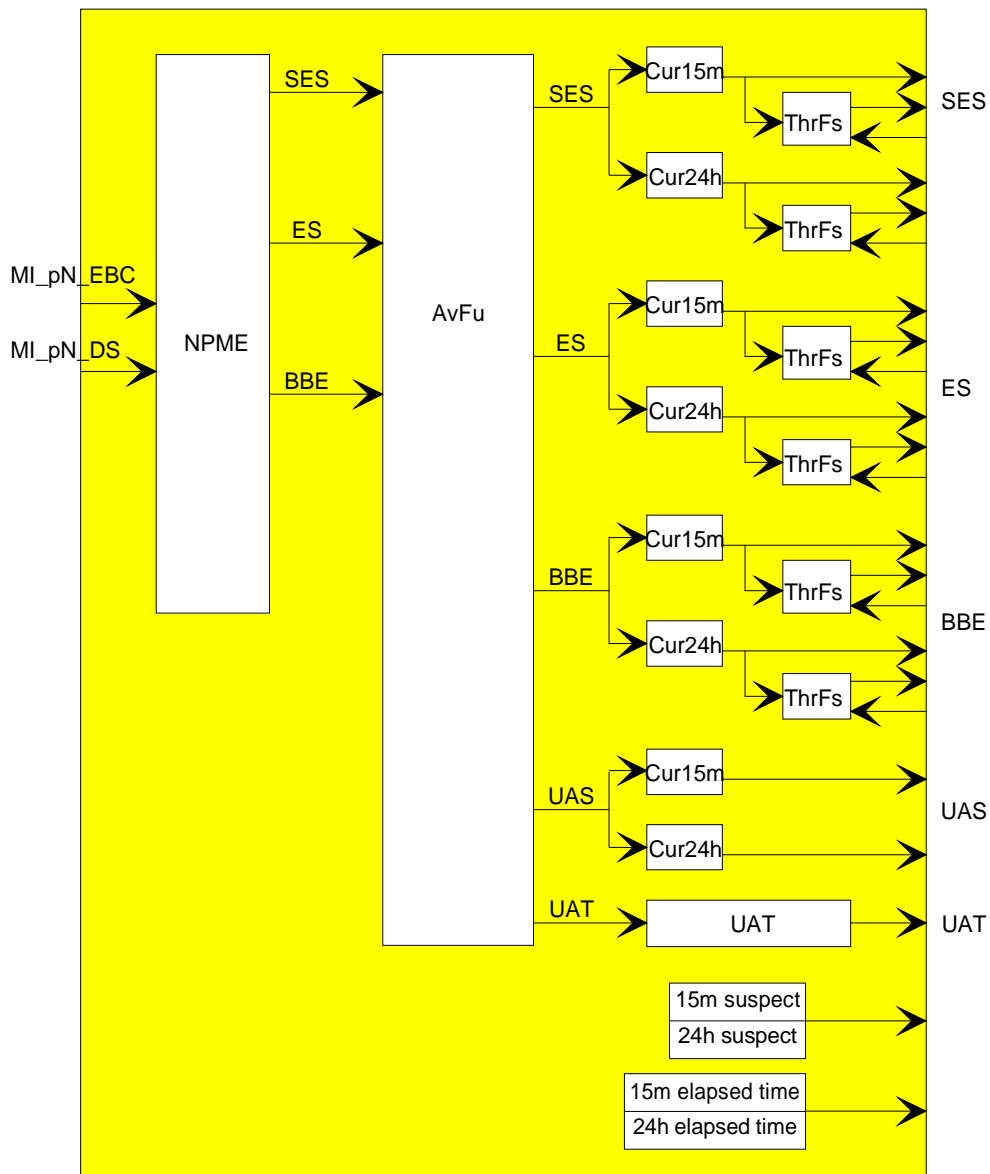 SES
SES
Cur15m
ThrFs
SES
Cur24h
ThrFs
ES
MI_pN_EBC
MI_pN_DS
NPME
BBE
AvFu
ES
Cur15m
ThrFs
ES
Cur24h
ThrFs
BBE
Cur15m
ThrFs
BBE
Cur24h
ThrFs
UAS
Cur15m
UAS
Cur24h
UAT
UAT
UAT
15m suspect
24h suspect
15m elapsed time
24h elapsed time